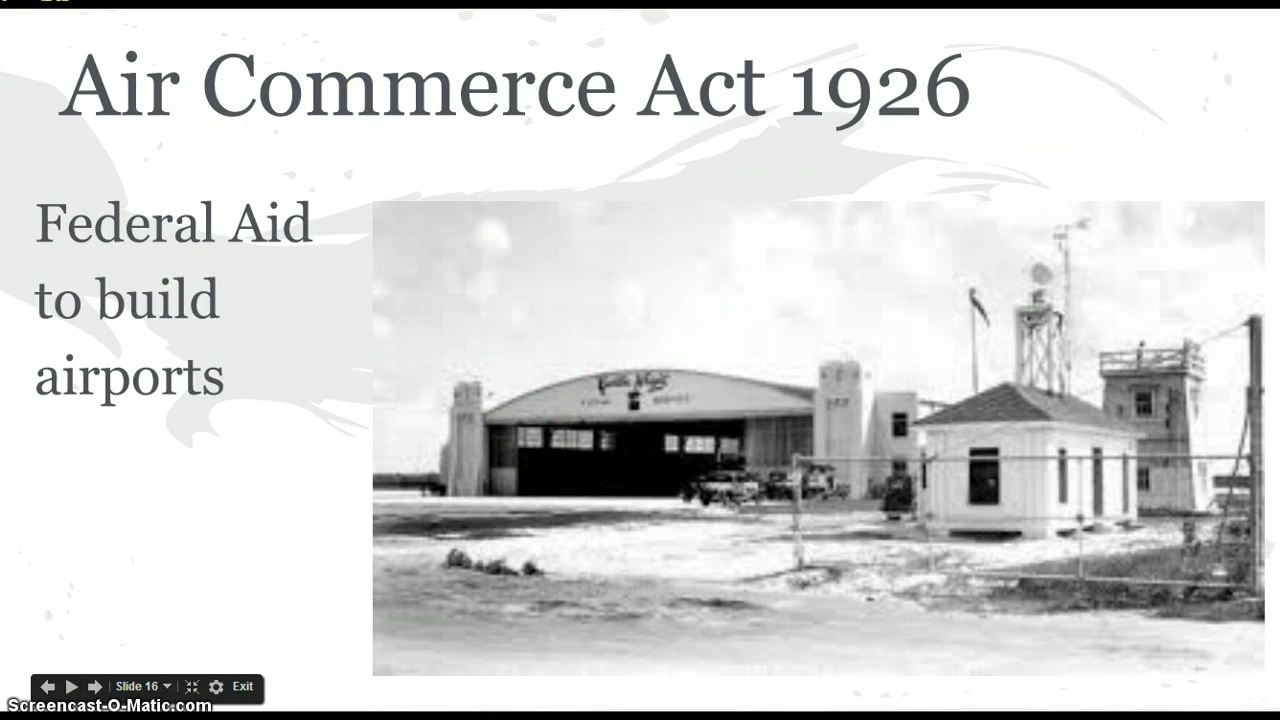 Air Commerce Act 1926
Federal Aid
to build
airports
Slide 16
Exit
Screencast-O-Matic.com